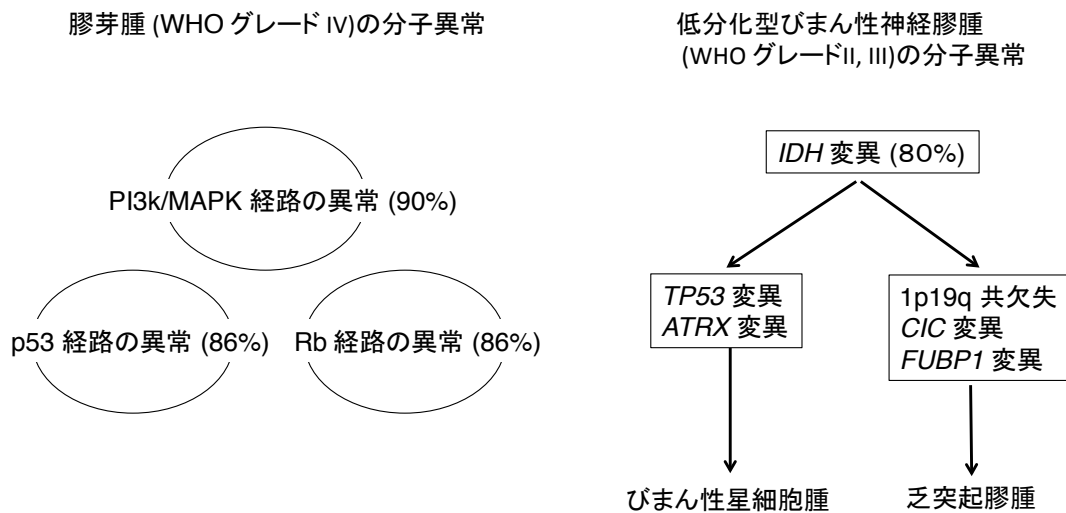 膠芽腫 (WHO グレード IV)の分子異常
PI3k/MAPK 経路の異常 (90%)
p53 経路の異常 (86%)
Rb 経路の異常 (86%)
低分化型びまん性神経膠腫
(WHO グレードII, III)の分子異常
IDH 変異 (80%)
TP53 変異
ATRX 変異
1p19q 共欠失
CIC 変異
FUBP1 変異
びまん性星細胞腫
乏突起膠腫